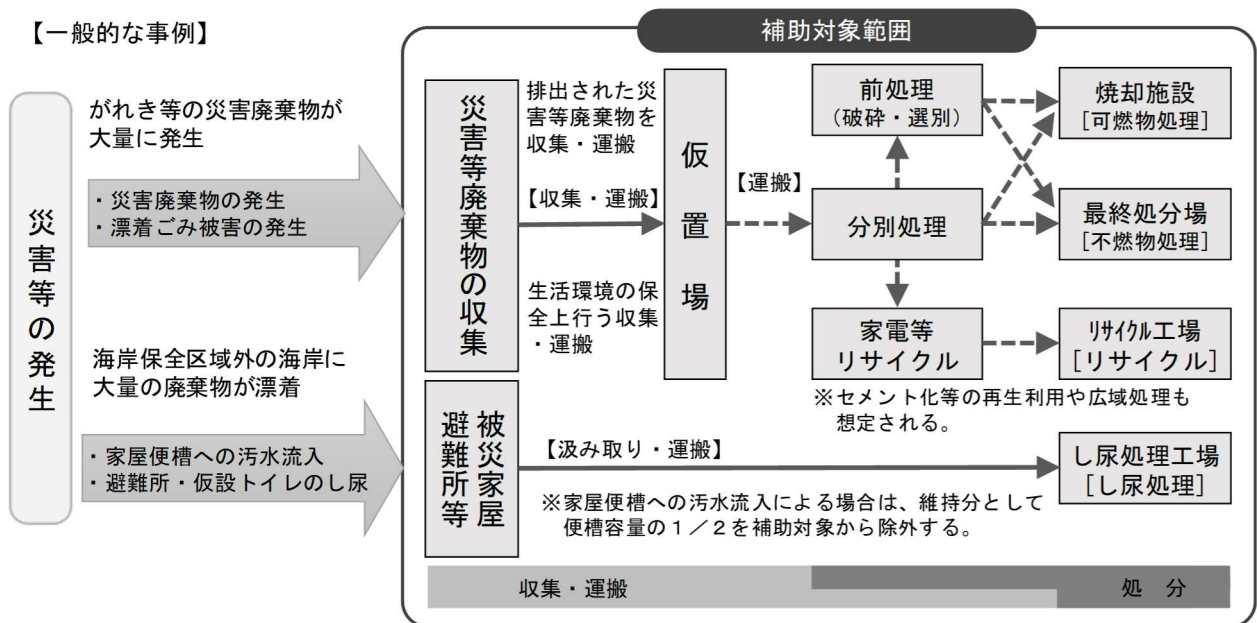 【一般的な事例】
補助対象範囲
災害等の発生
がれき等の災害廃棄物が
大量に発生
・災害廃棄物の発生
・漂着ごみ被害の発生
海岸保全区域外の海岸に
大量の廃棄物が漂着
・家屋便槽への汚水流入
・避難所・仮設トイレのし尿
災害等廃棄物の収集
排出された災
害等廃棄物を
収集・運搬
【収集・運搬】
生活環境の保
全上行う収集
・運搬
仮置場
【運搬】
前処理
(破砕・選別)
分別処理
家電等
リサイクル
焼却施設
[可燃物処理]
最終処分場
[不燃物処理]
ﾘｻｲｸﾙ工場
[リサイクル]
※セメント化等の再生利用や広域処理も
想定される。
被災家屋
避難所等
【汲み取り・運搬】
し尿処理工場
[し尿処理]
※家屋便槽への汚水流入による場合は、維持分として
便槽容量の１／２を補助対象から除外する。
収集・運搬
処　分